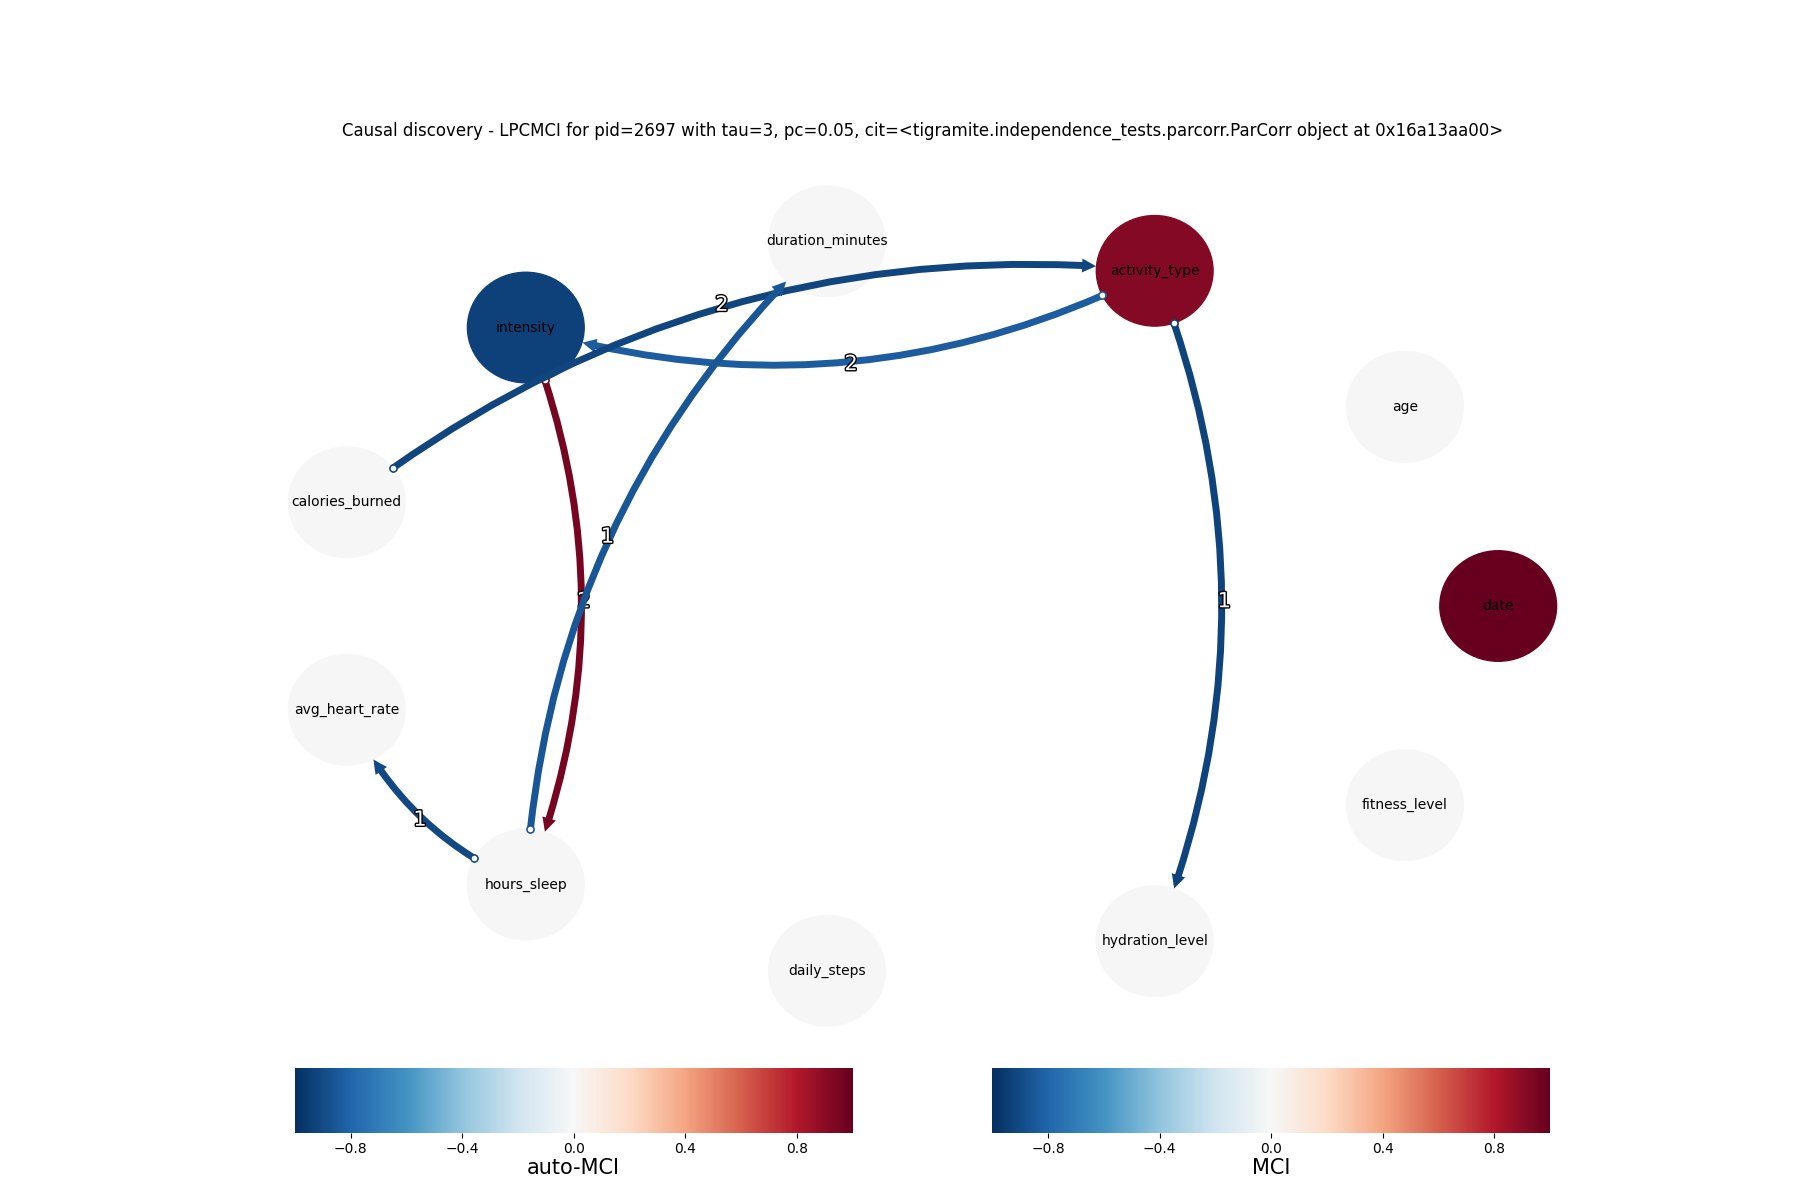 Causal discovery - LPCMCI for pid=2697 with tau=3, pc=0.05, cit=<tigramite.independence_tests.parcorr.ParCorr object at 0x16a13aa00>
duration_minutes
activity_type
2
intensity
2
age
calories_burned
1
1
date
avg_heart_rate
fitness_level
1
hours_sleep
hydration_level
daily_steps
−0.8 −0.4 0.0 0.4 0.8
auto-MCI
−0.8 −0.4 0.0 0.4 0.8
MCI